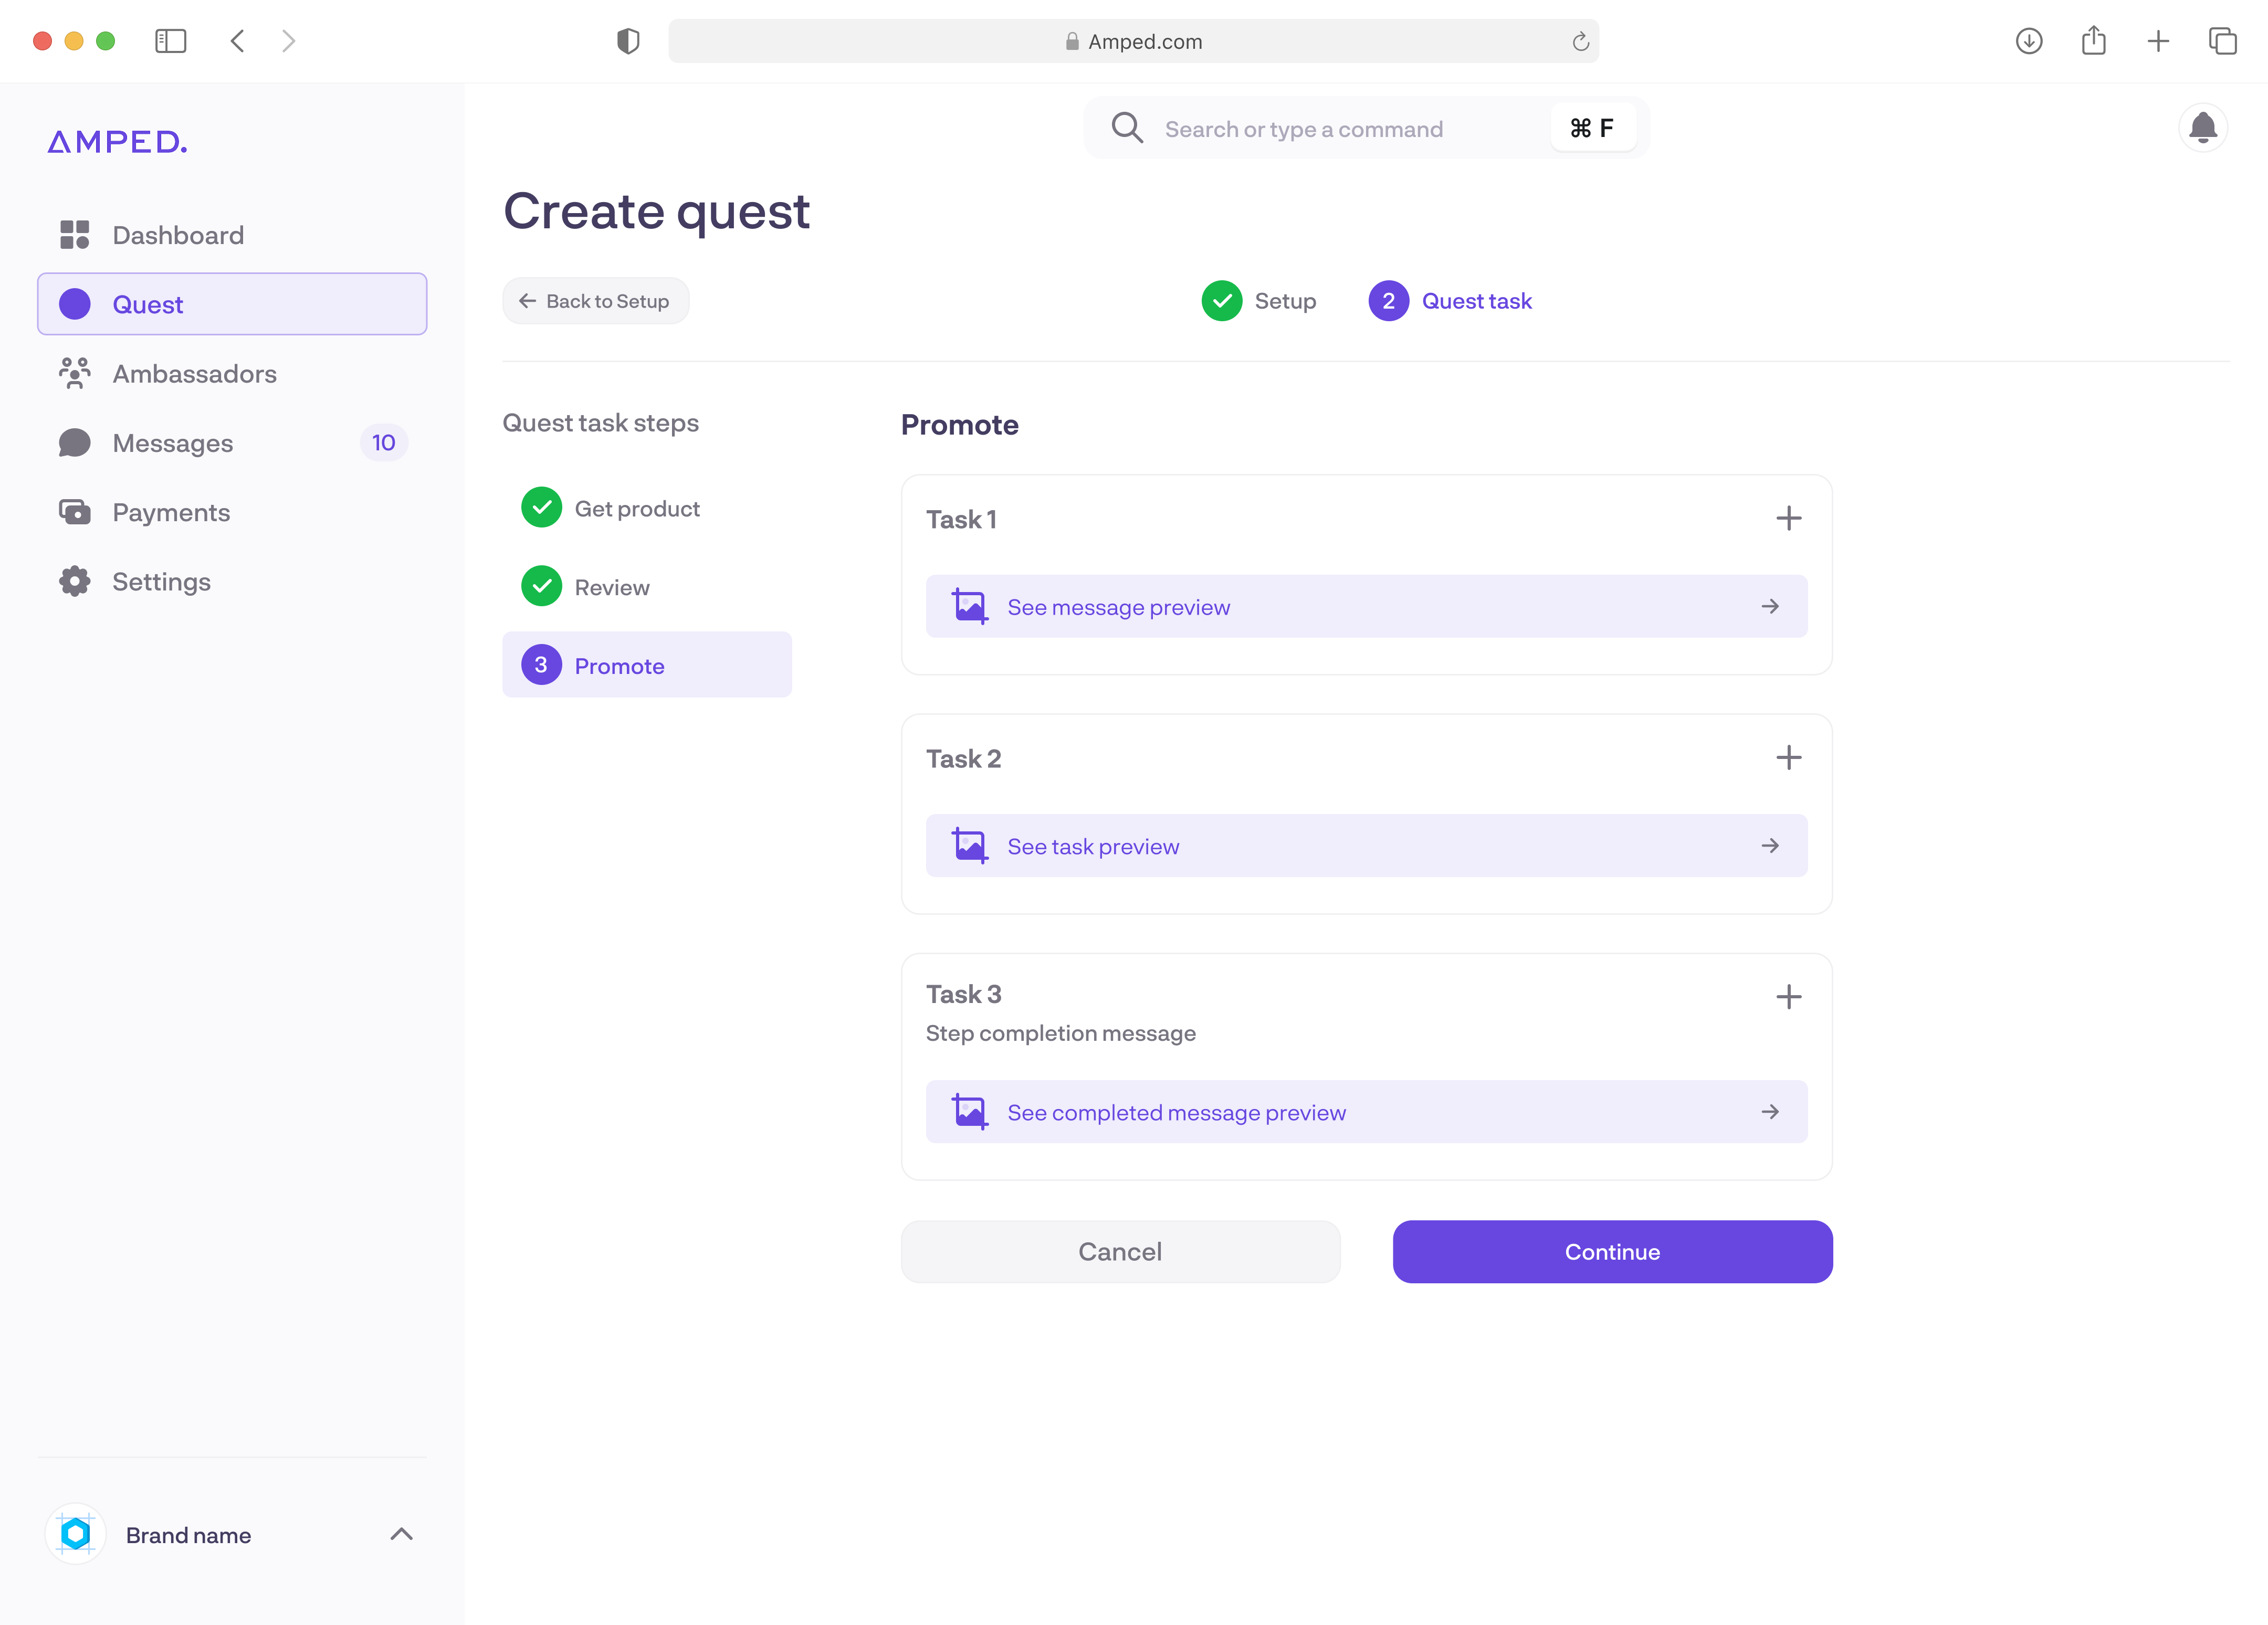 Amped.com
AMPED.
Search or type a command
⌘ F
Create quest
Dashboard
Quest
Ambassadors
Messages
10
Payments
Settings
Back to Setup
Setup
2
Quest task
Quest task steps
Get product
Review
3
Promote
Promote
Task 1
See message preview
Task 2
See task preview
Task 3
Step completion message
See completed message preview
Cancel
Continue
Brand name